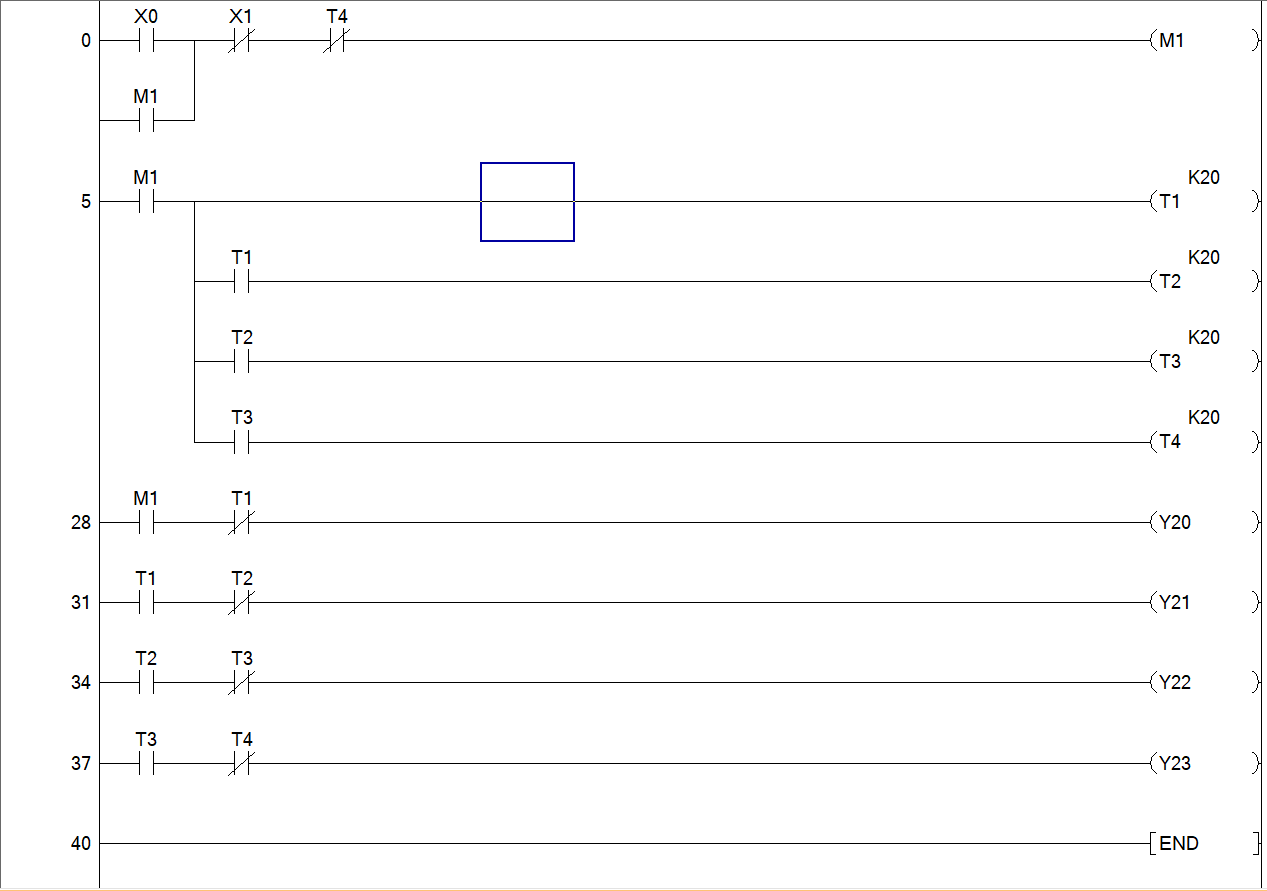 X0 X1 T4
0 M1
M1
M1 K20
5 T1
T1 K20
T2
T2 K20
T3
T3 K20
T4
M1 T1
28 Y20
T1 T2
31 Y21
T2 T3
34 Y22
T3 T4
37 Y23
40 END